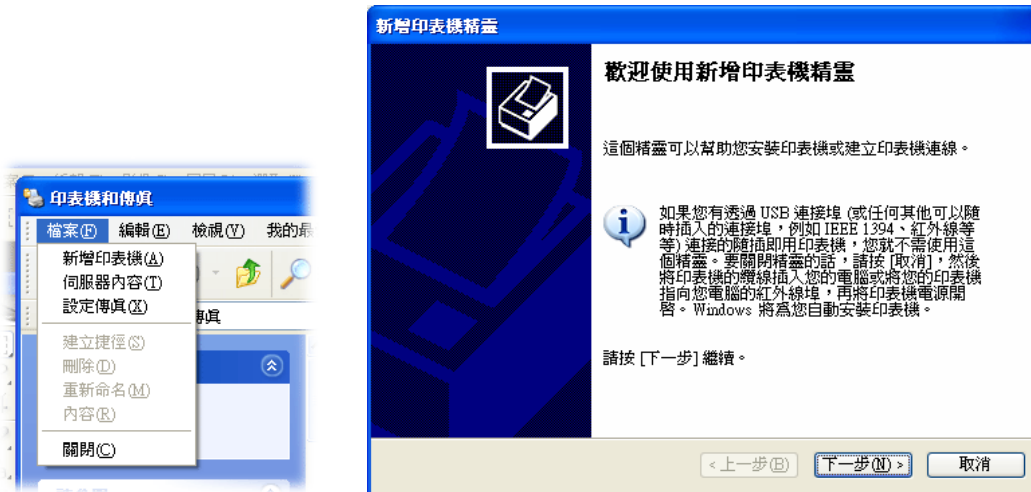 印表機和傳真
檔案(F) 編輯(E) 檢視(V) 我的最
新增印表機(A)
伺服器內容(T)
設定傳真(X)
傳真
建立捷徑(S)
刪除(D)
重新命名(M)
內容(R)
關閉(C)
新增印表機精靈
歡迎使用新增印表機精靈
這個精靈可以幫助您安裝印表機或建立印表機連線。
如果您有透過 USB 連接埠 (或任何其他可以隨
時插入的連接埠，例如 IEEE 1394、紅外線等
等) 連接的隨插即用印表機，您就不需使用這
個精靈。要關閉精靈的話，請按 [取消]，然後
將印表機的纜線插入您的電腦或將您的印表機
指向您電腦的紅外線埠，再將印表機電源開
啓。Windows 將為您自動安裝印表機。
請按 [下一步] 繼續。
<上一步(B) 下一步(N)> 取消